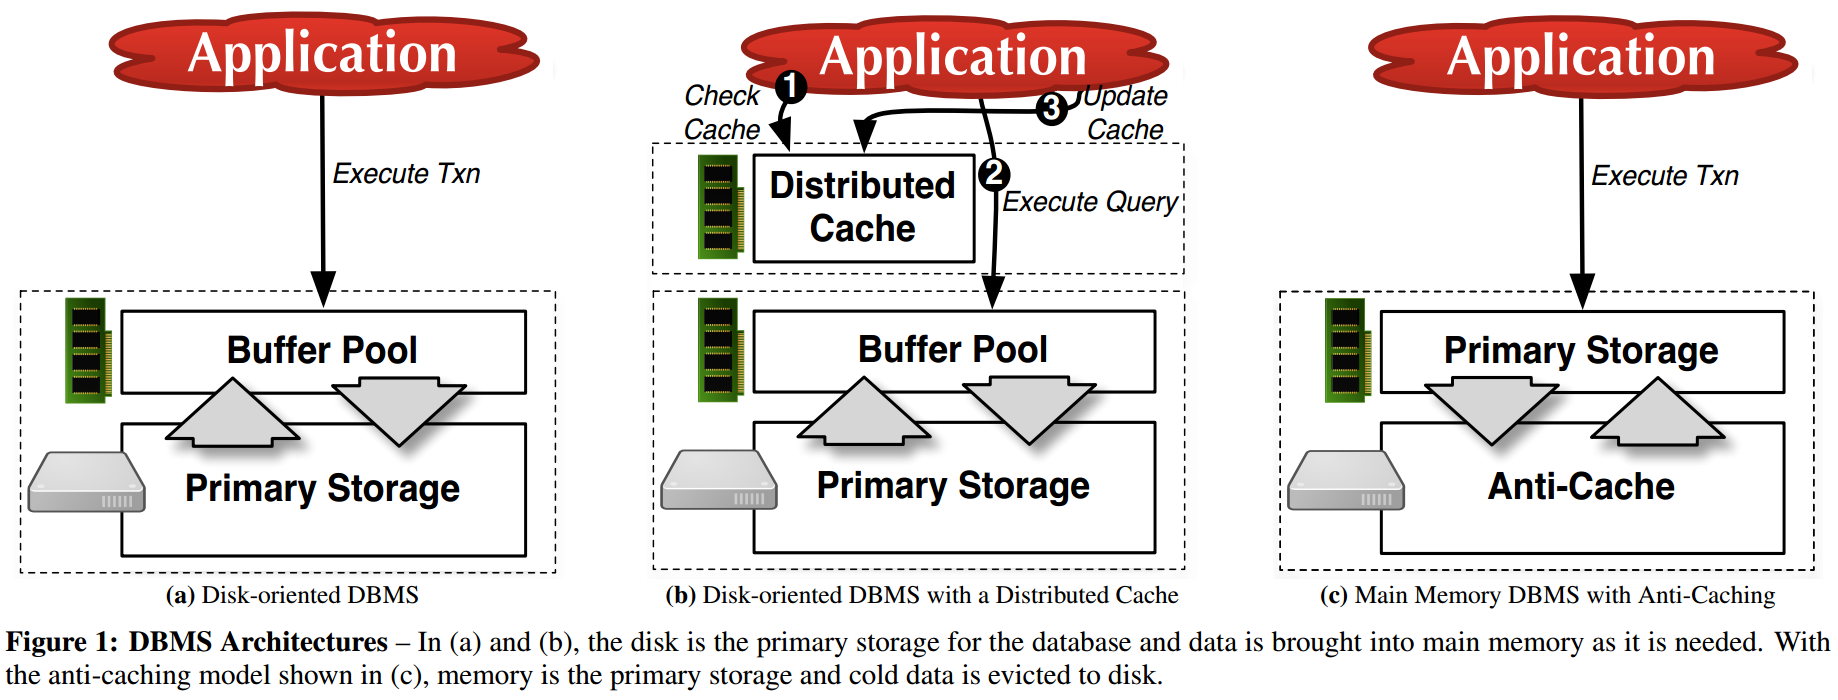 Application
Execute Txn
Buffer Pool
Primary Storage
(a) Disk-oriented DBMS
Application
1
Check
Cache
3
Update
Cache
Distributed
Cache
2
Execute Query
Buffer Pool
Primary Storage
(b) Disk-oriented DBMS with a Distributed Cache
Application
Execute Txn
Primary Storage
Anti-Cache
(c) Main Memory DBMS with Anti-Caching
Figure 1: DBMS Architectures – In (a) and (b), the disk is the primary storage for the database and data is brought into main memory as it is needed. With
the anti-caching model shown in (c), memory is the primary storage and cold data is evicted to disk.